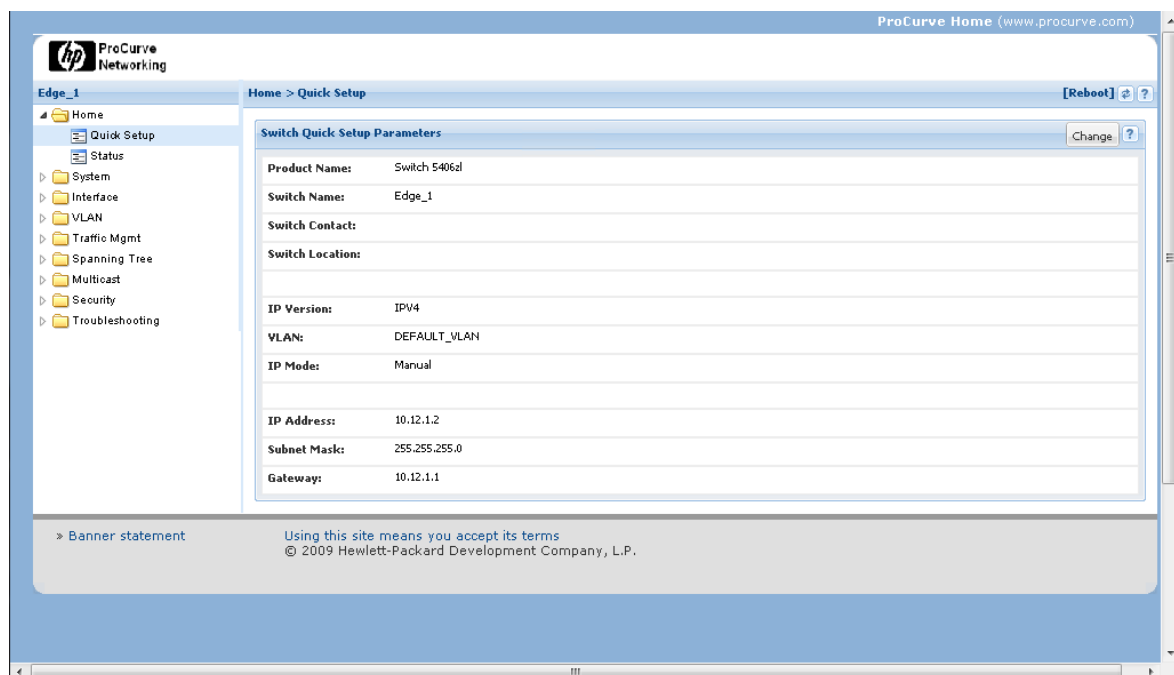 ProCurve Home (www.procurve.com)
hp ProCurve
Networking
Edge_1
Home > Quick Setup
[Reboot] ?
Home
Quick Setup
Status
System
Interface
VLAN
Traffic Mgmt
Spanning Tree
Multicast
Security
Troubleshooting
Switch Quick Setup Parameters
Change ?
Product Name: Switch 5406zl
Switch Name: Edge_1
Switch Contact:
Switch Location:
IP Version: IPV4
VLAN: DEFAULT_VLAN
IP Mode: Manual
IP Address: 10.12.1.2
Subnet Mask: 255.255.255.0
Gateway: 10.12.1.1
» Banner statement
Using this site means you accept its terms
© 2009 Hewlett-Packard Development Company, L.P.